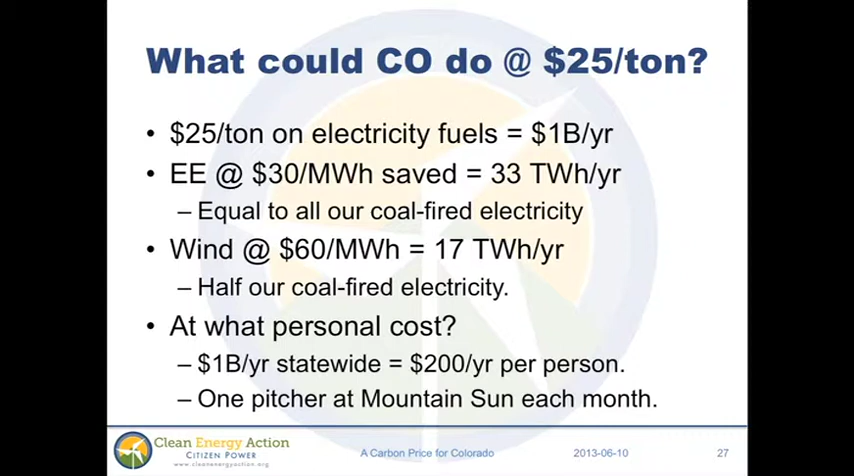 What could CO do @ $25/ton?
• $25/ton on electricity fuels = $1B/yr
• EE @ $30/MWh saved = 33 TWh/yr
– Equal to all our coal-fired electricity
• Wind @ $60/MWh = 17 TWh/yr
– Half our coal-fired electricity.
• At what personal cost?
– $1B/yr statewide = $200/yr per person.
– One pitcher at Mountain Sun each month.
Clean Energy Action
CITIZEN POWER
www.cleanenergyaction.org
A Carbon Price for Colorado
2013-06-10
27